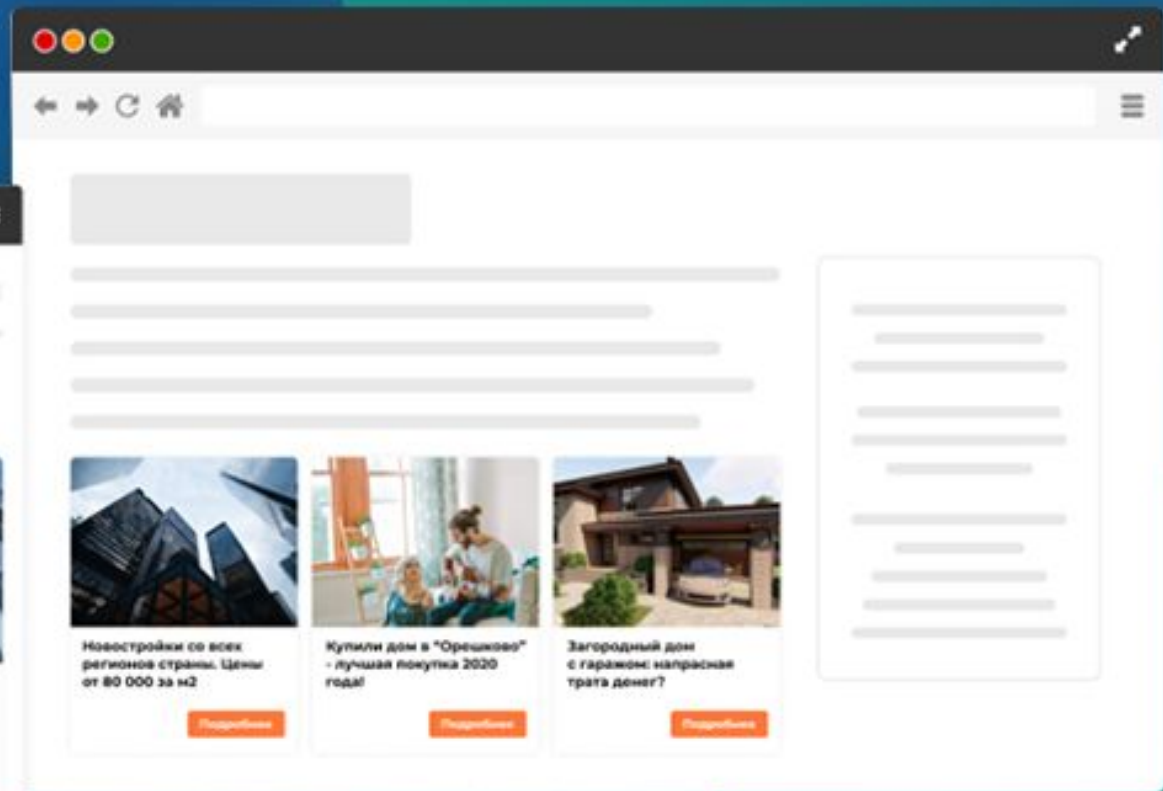 Новостройки со всех
регионов страны. Цены
от 80 000 за м2
Подробнее
Купили дом в "Орешково"
- лучшая покупка 2020
года!
Подробнее
Загородный дом
с гаражом: напрасная
трата денег?
Подробнее